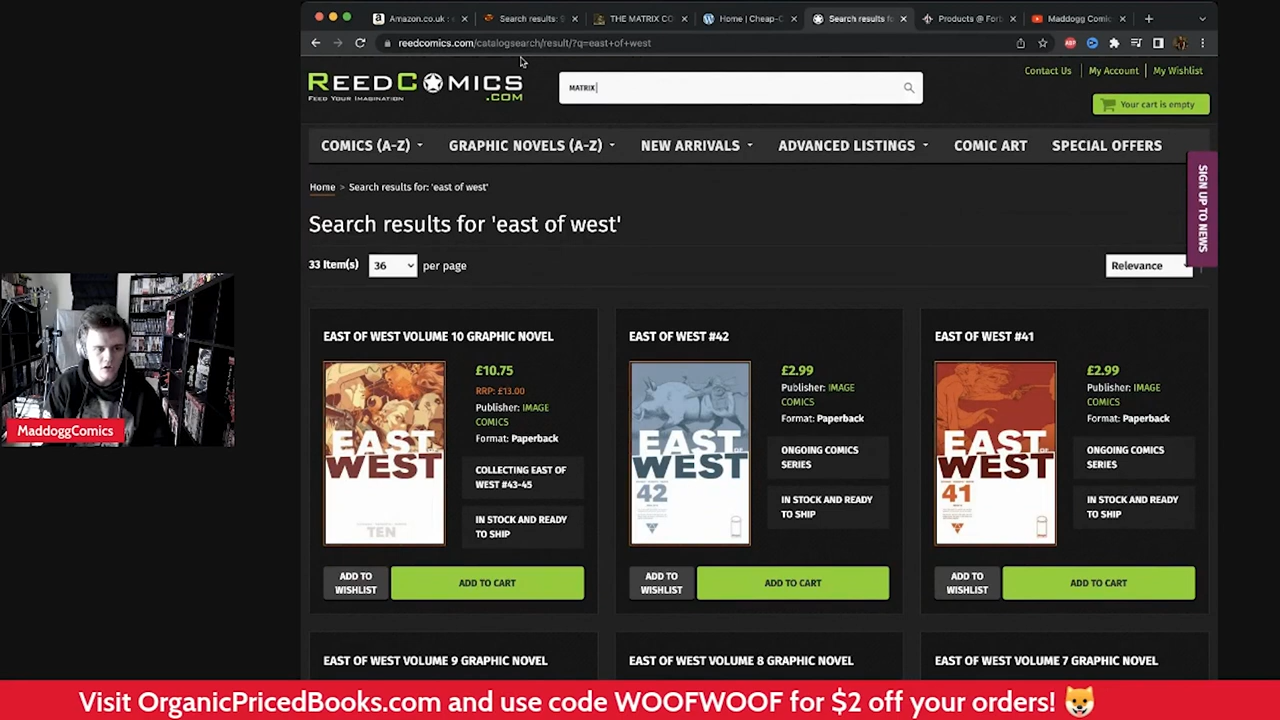 Amazon.co.uk : e
Search results: 9
THE MATRIX CO
Home | Cheap-C
Search results fo
Products @ Forb
Maddogg Comic
reedcomics.com/catalogsearch/result/?q=east+of+west
REEDCOMICS
.COM
FEED YOUR IMAGINATION
MATRIX
Contact Us
My Account
My Wishlist
Your cart is empty
COMICS (A-Z)
GRAPHIC NOVELS (A-Z)
NEW ARRIVALS
ADVANCED LISTINGS
COMIC ART
SPECIAL OFFERS
SIGN UP TO NEWS
Home > Search results for: 'east of west'
Search results for 'east of west'
33 Item(s)
36
per page
Relevance
EAST OF WEST VOLUME 10 GRAPHIC NOVEL
EAST OF WEST
TEN
£10.75
RRP: £13.00
Publisher: IMAGE
COMICS
Format: Paperback
COLLECTING EAST OF
WEST #43-45
IN STOCK AND READY
TO SHIP
ADD TO
WISHLIST
ADD TO CART
EAST OF WEST #42
EAST OF WEST
42
£2.99
Publisher: IMAGE
COMICS
Format: Paperback
ONGOING COMICS
SERIES
IN STOCK AND READY
TO SHIP
ADD TO
WISHLIST
ADD TO CART
EAST OF WEST #41
EAST OF WEST
41
£2.99
Publisher: IMAGE
COMICS
Format: Paperback
ONGOING COMICS
SERIES
IN STOCK AND READY
TO SHIP
ADD TO
WISHLIST
ADD TO CART
EAST OF WEST VOLUME 9 GRAPHIC NOVEL
EAST OF WEST VOLUME 8 GRAPHIC NOVEL
EAST OF WEST VOLUME 7 GRAPHIC NOVEL
MaddoggComics
Visit OrganicPricedBooks.com and use code WOOFWOOF for $2 off your orders! 🐺